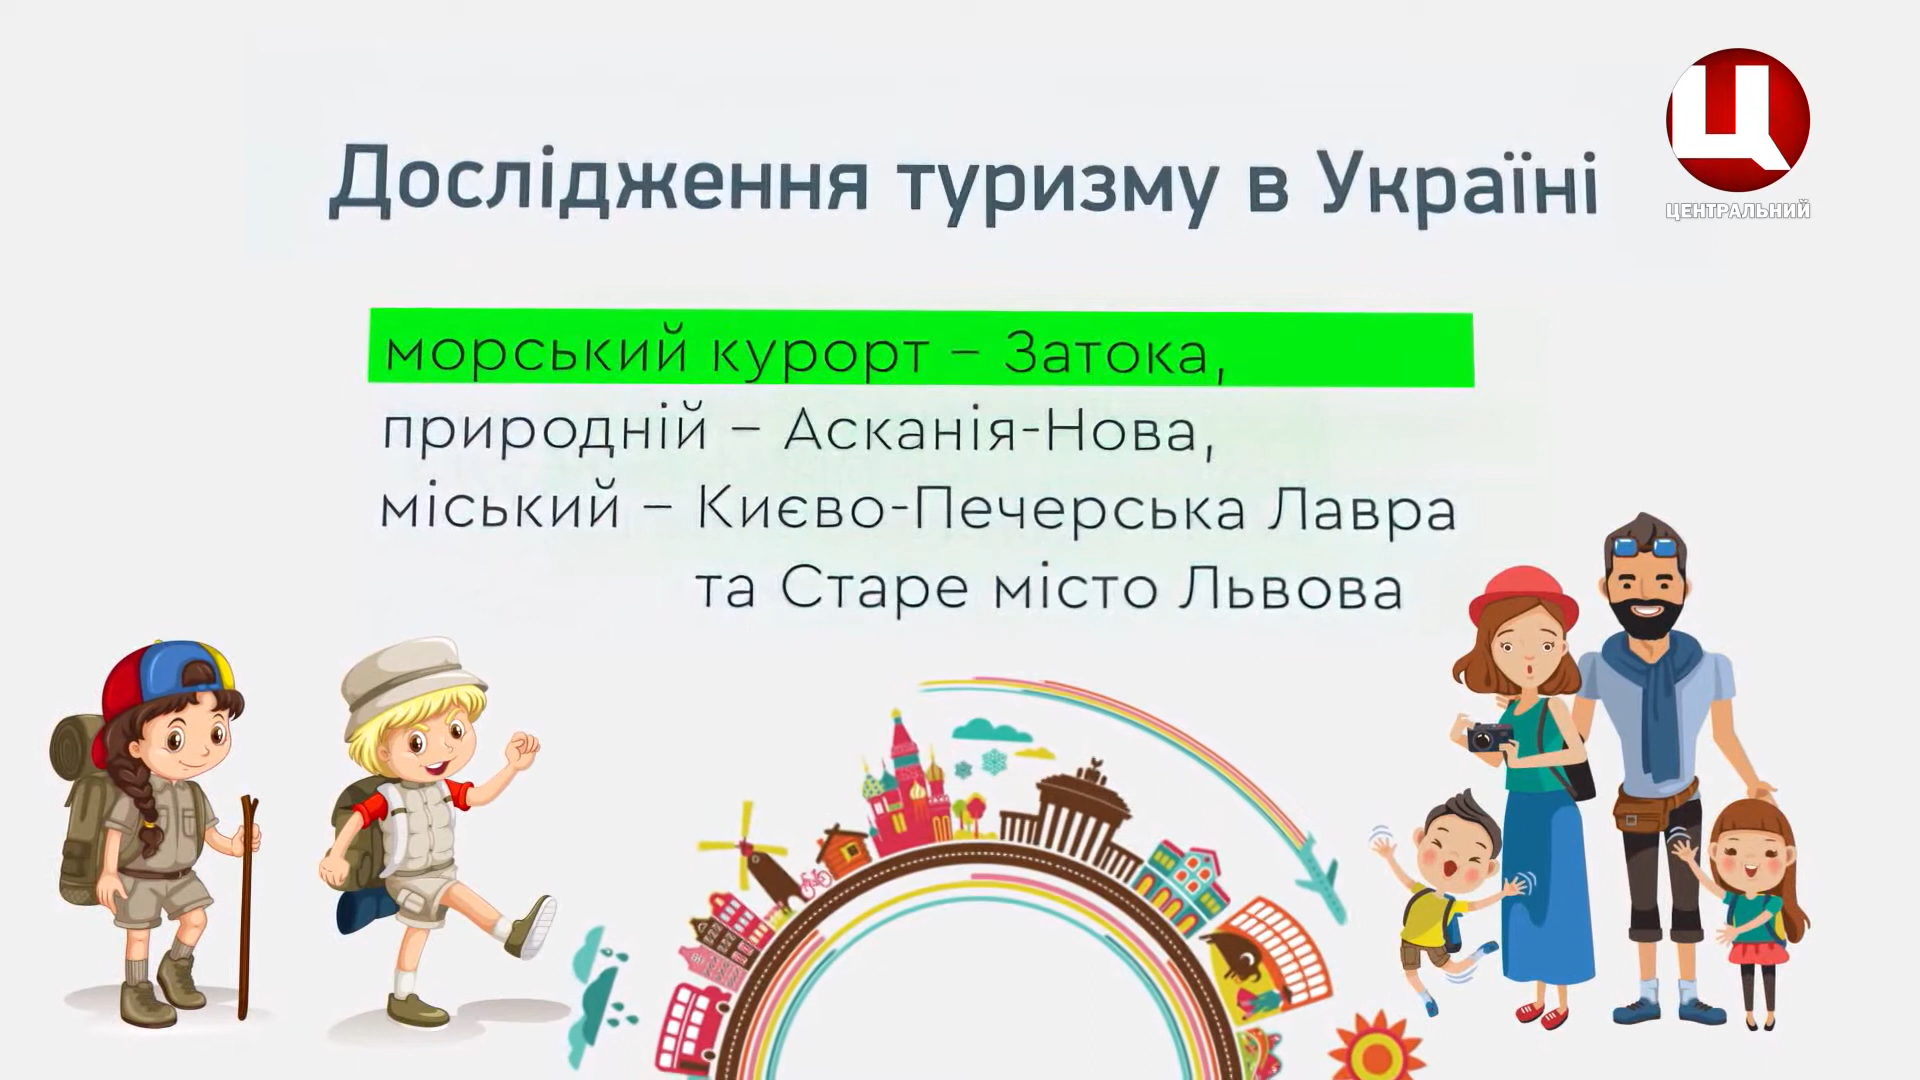 Дослідження туризму в Україні
Ц
ЦЕНТРАЛЬНИЙ
морський курорт – Затока,
природній – Асканія-Нова,
міський – Києво-Печерська Лавра
та Старе місто Львова